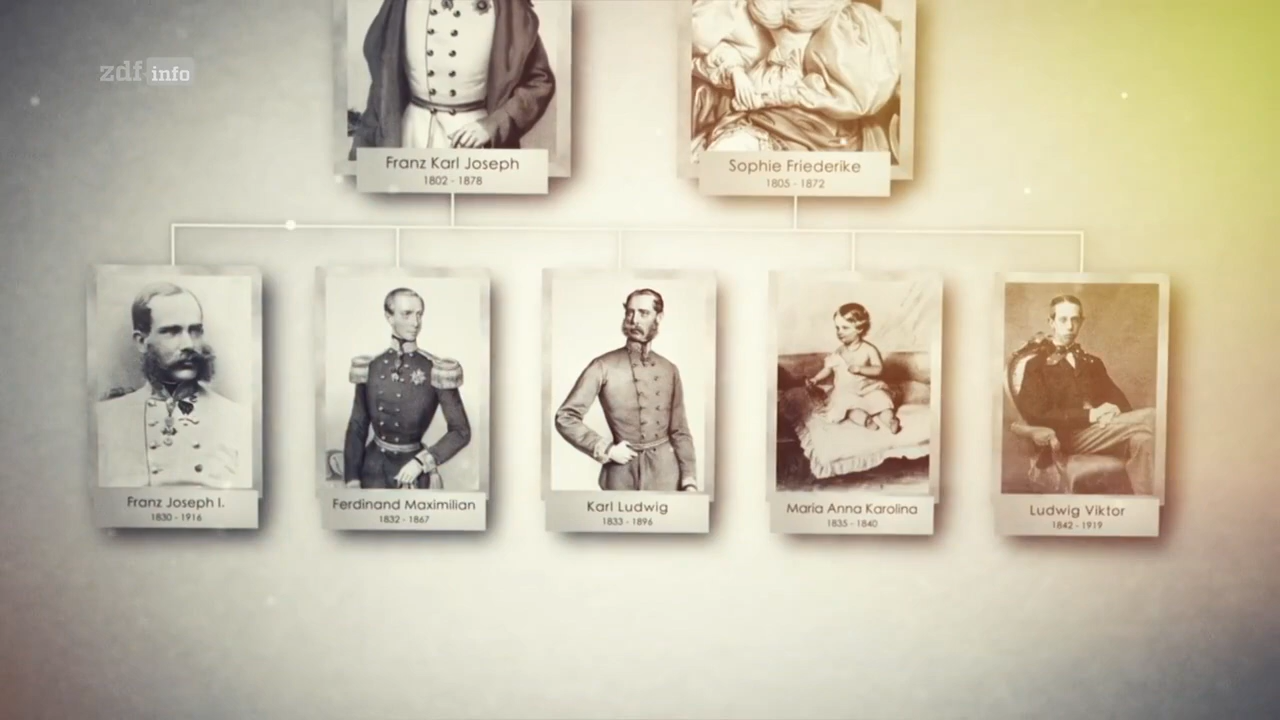 zdf info
Franz Karl Joseph
1802 - 1878
Sophie Friederike
1805 - 1872
Franz Joseph I.
1830 - 1916
Ferdinand Maximilian
1832 - 1867
Karl Ludwig
1833 - 1896
Maria Anna Karolina
1835 - 1840
Ludwig Viktor
1842 - 1919